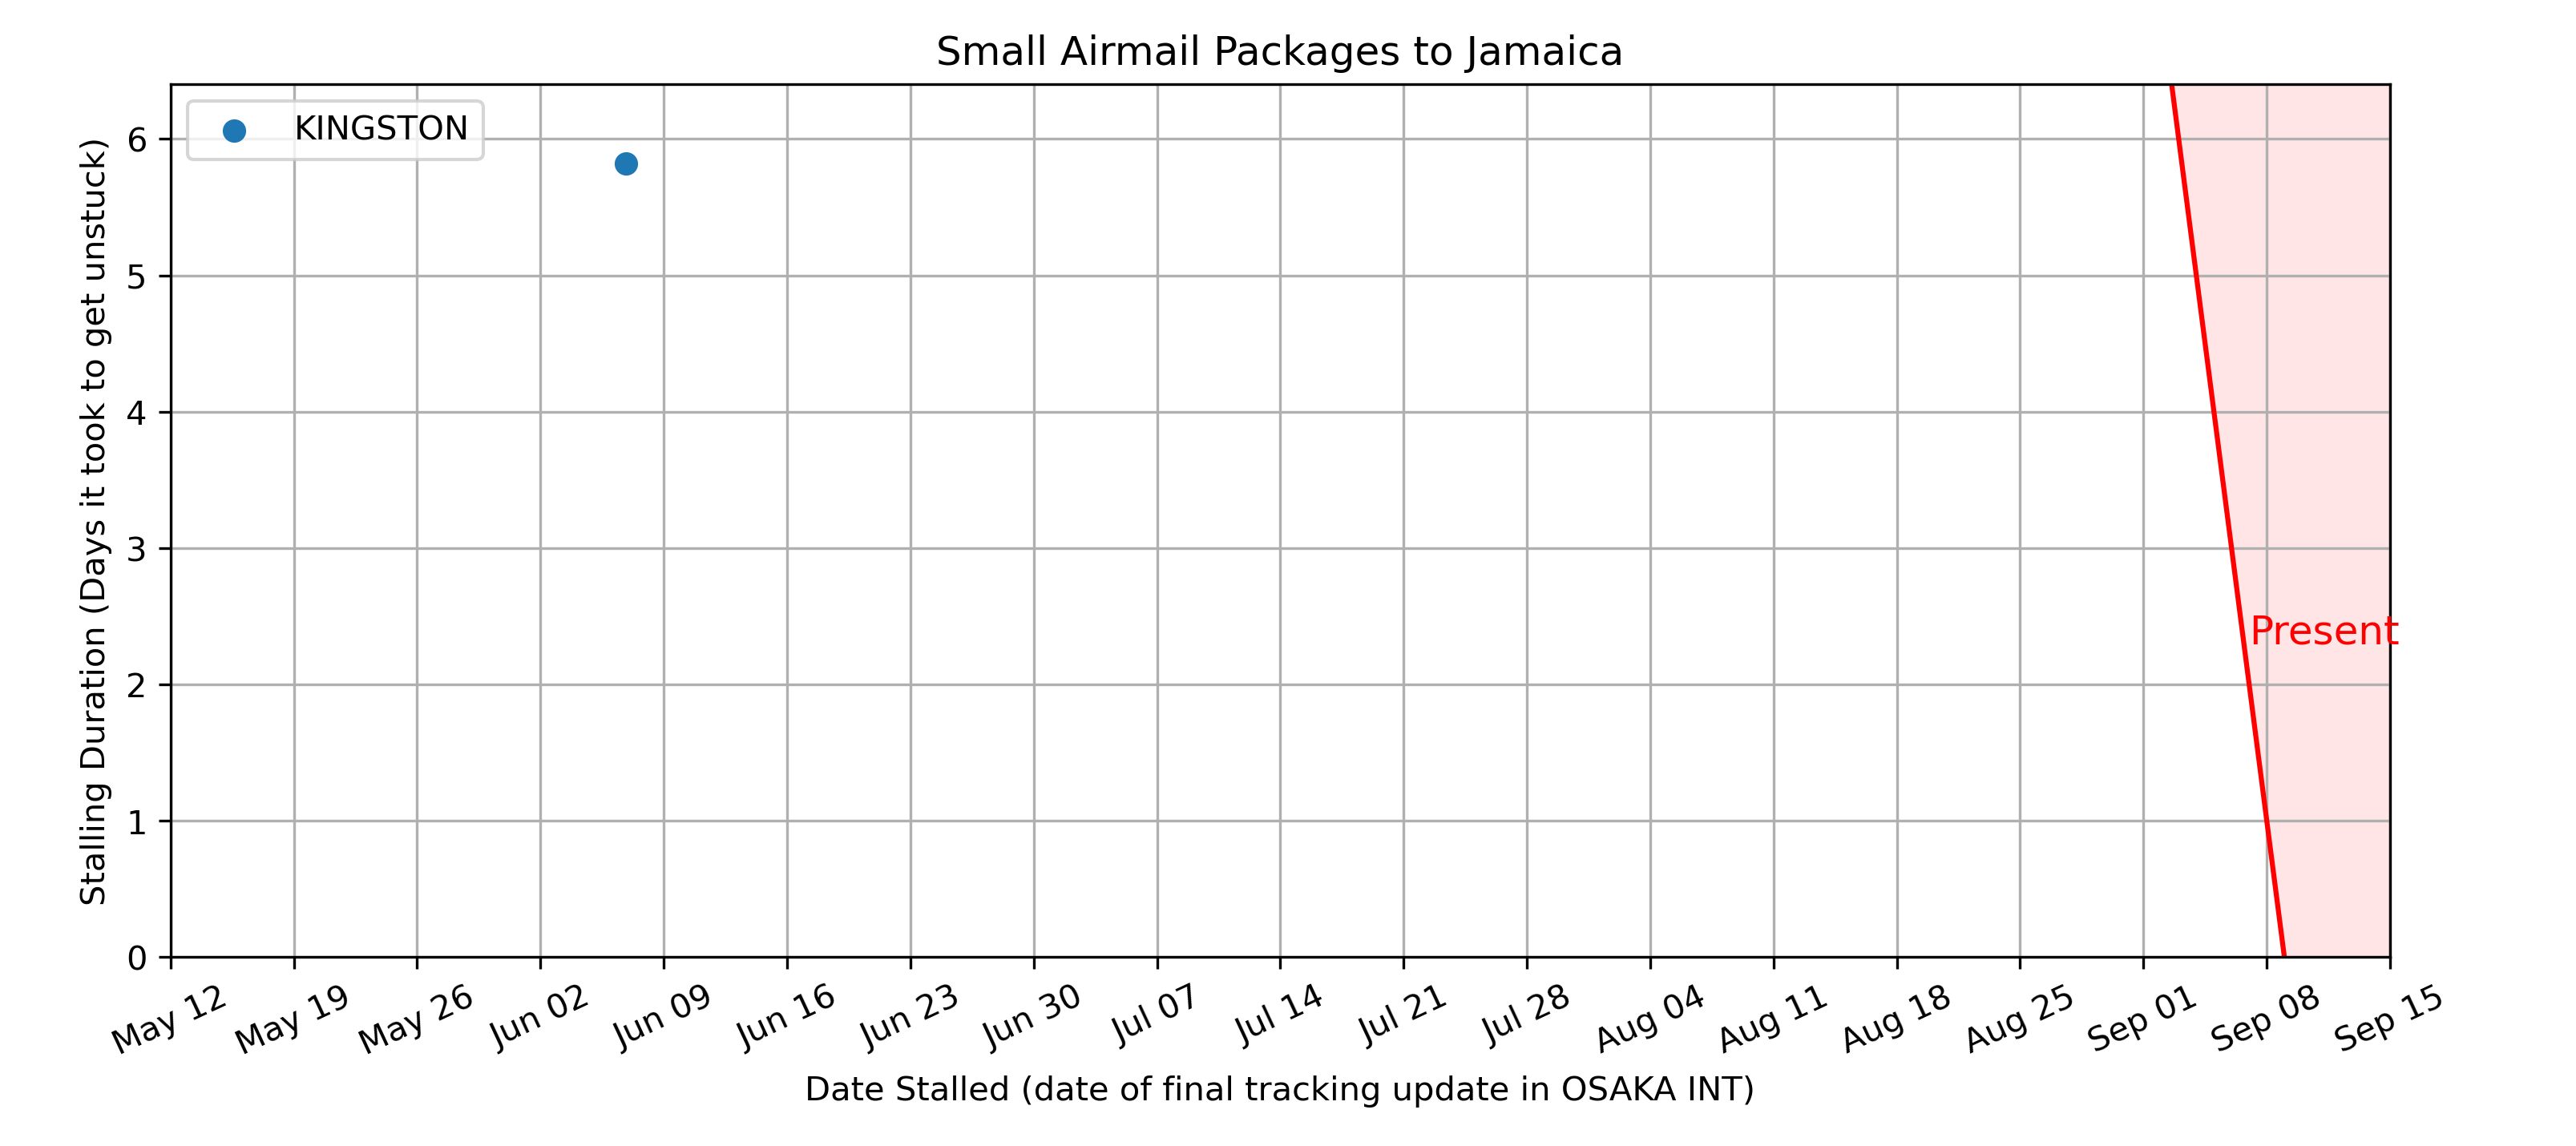 Small Airmail Packages to Jamaica
KINGSTON
Stalling Duration (Days it took to get unstuck)
6
5
4
3
2
1
0
Present
May 12
May 19
May 26
Jun 02
Jun 09
Jun 16
Jun 23
Jun 30
Jul 07
Jul 14
Jul 21
Jul 28
Aug 04
Aug 11
Aug 18
Aug 25
Sep 01
Sep 08
Sep 15
Date Stalled (date of final tracking update in OSAKA INT)